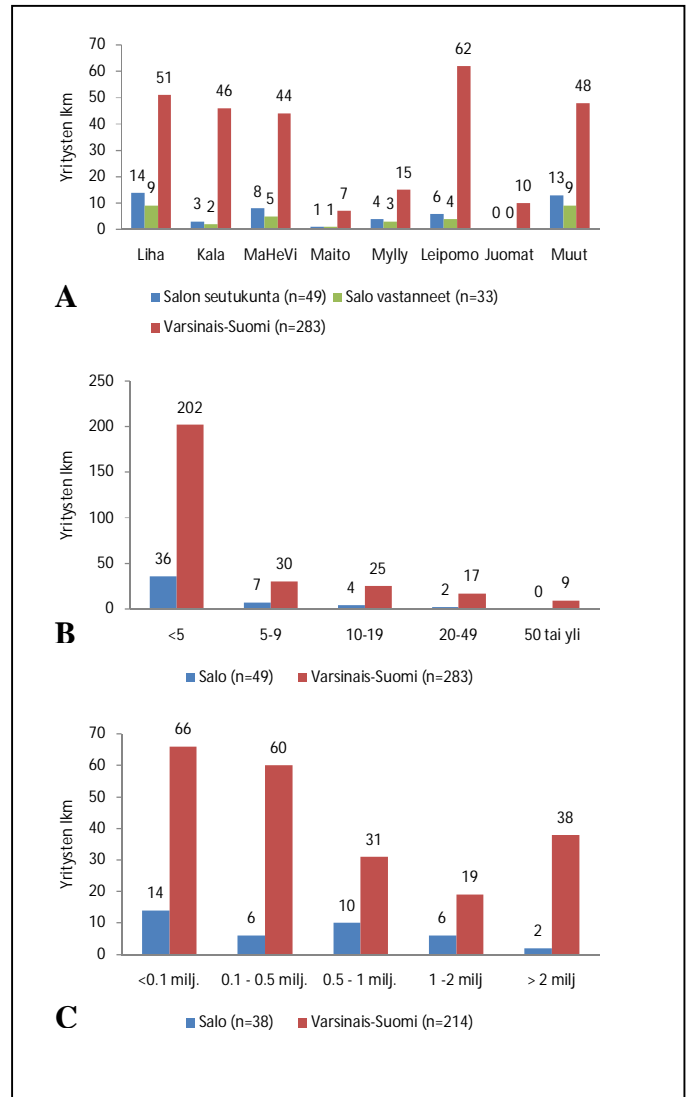 70
60
50
40
30
20
10
0
Yritysten lkm
14 9 51
3 2 46
8 5 44
1 1 7
4 3 15
6 4 62
0 0 10
13 9 48
Liha Kala MaHeVi Maito Mylly Leipomo Juomat Muut
A
Salon seutukunta (n=49) Salo vastanneet (n=33)
Varsinais-Suomi (n=283)
250
200
150
100
50
0
Yritysten lkm
36 202
7 30
4 25
2 17
0 9
<5 5-9 10-19 20-49 50 tai yli
B
Salo (n=49) Varsinais-Suomi (n=283)
70
60
50
40
30
20
10
0
Yritysten lkm
14 66
6 60
10 31
6 19
2 38
<0.1 milj. 0.1 - 0.5 milj. 0.5 - 1 milj. 1 -2 milj > 2 milj
C
Salo (n=38) Varsinais-Suomi (n=214)